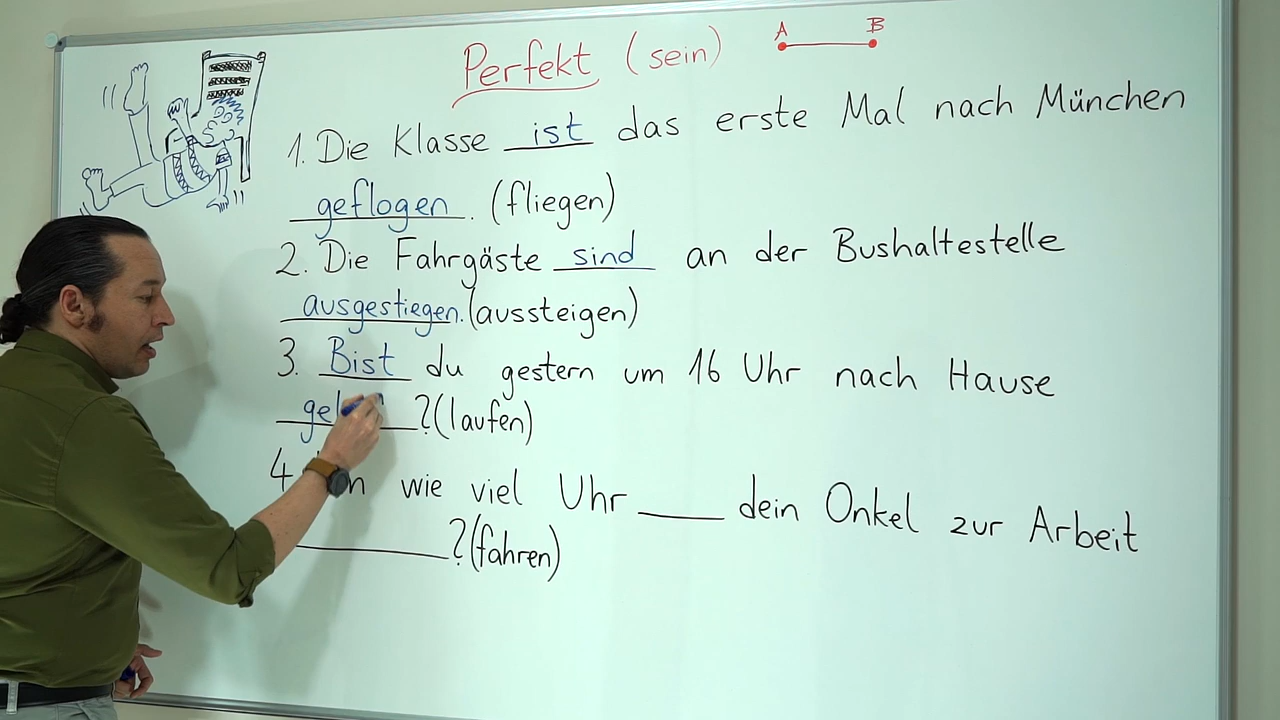 Perfekt (sein)
A B
1. Die Klasse ist das erste Mal nach München
geflogen. (fliegen)
2. Die Fahrgäste sind an der Bushaltestelle
ausgestiegen. (aussteigen)
3. Bist du gestern um 16 Uhr nach Hause
? (laufen)
4. wie viel Uhr ____ dein Onkel zur Arbeit
____? (fahren)